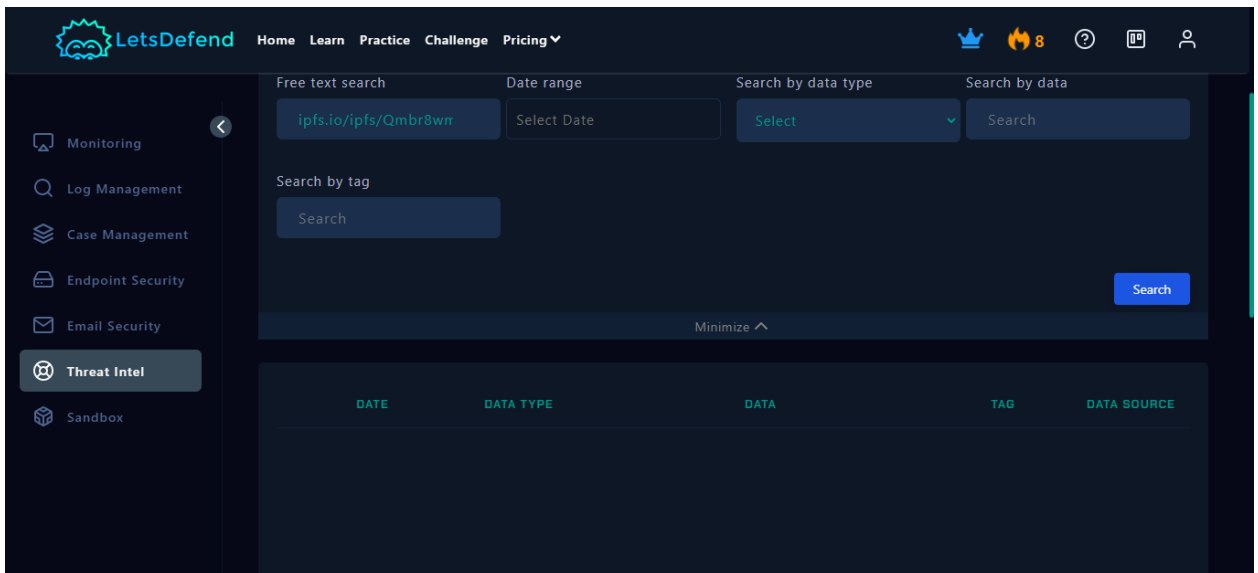 LetsDefend Home Learn Practice Challenge Pricing 8
Free text search Date range Search by data type Search by data
ipfs.io/ipfs/Qmbr8wm Select Date Select Search
Monitoring
Search by tag
Log Management
Search
Case Management
Endpoint Security
Search
Email Security
Minimize
Threat Intel
DATE DATA TYPE DATA TAG DATA SOURCE
Sandbox